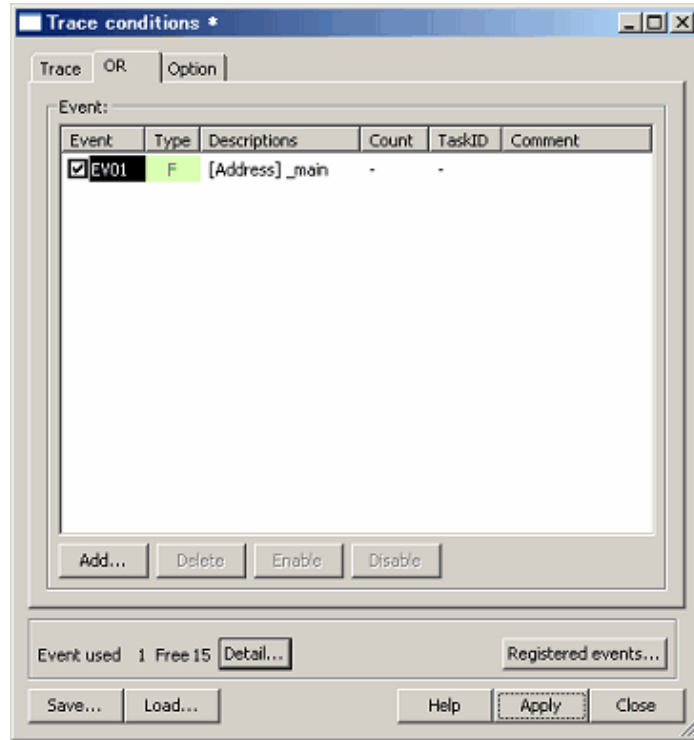 Trace conditions *
Trace OR Option
Event:
Event Type Descriptions Count TaskID Comment
EV01 F [Address] _main - -
Add... Delete Enable Disable
Event used 1 Free 15 Detail... Registered events...
Save... Load... Help Apply Close